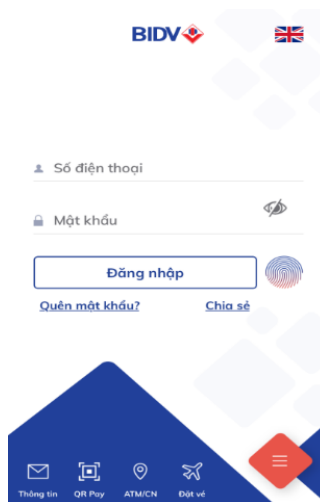 BIDV
Số điện thoại
Mật khẩu
Đăng nhập
Quên mật khẩu? Chia sẻ
Thông tin QR Pay ATM/CN Đặt vé